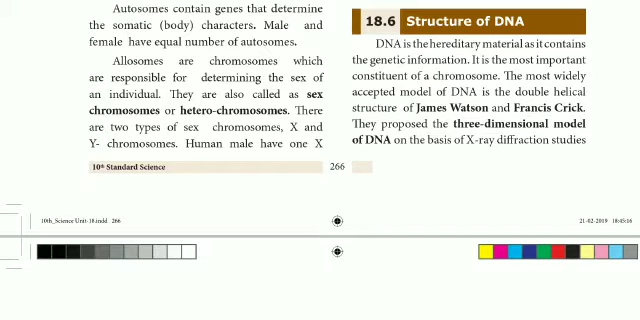 Autosomes contain genes that determine
the somatic (body) characters. Male and
female have equal number of autosomes.
Allosomes are chromosomes which
are responsible for determining the sex of
an individual. They are also called as sex
chromosomes or hetero-chromosomes. There
are two types of sex chromosomes, X and
Y- chromosomes. Human male have one X
18.6 Structure of DNA
DNA is the hereditary material as it contains
the genetic information. It is the most important
constituent of a chromosome. The most widely
accepted model of DNA is the double helical
structure of James Watson and Francis Crick.
They proposed the three-dimensional model
of DNA on the basis of X-ray diffraction studies
10th Standard Science 266
10th_Science Unit-18.indd 266 21-02-2019 18:45:16